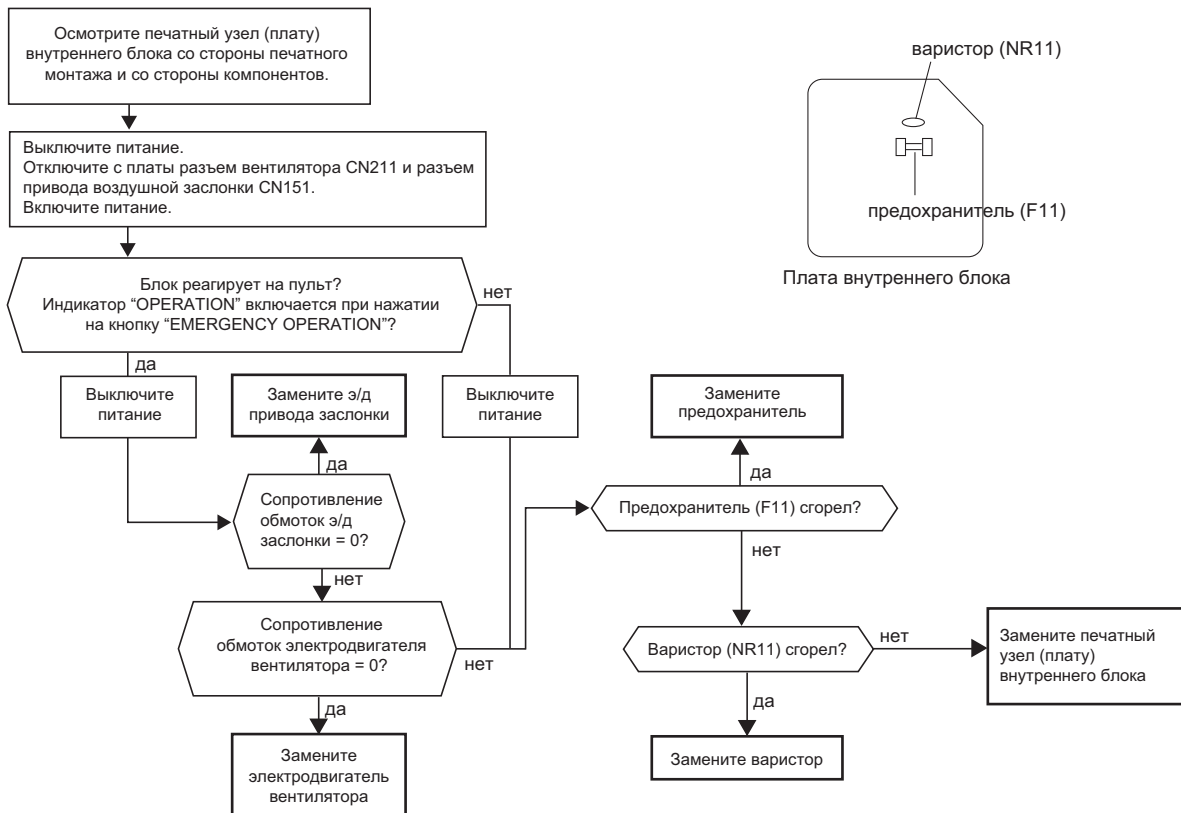 Осмотрите печатный узел (плату)
внутреннего блока со стороны печатного
монтажа и со стороны компонентов.
Выключите питание.
Отключите с платы разъем вентилятора CN211 и разъем
привода воздушной заслонки CN151.
Включите питание.
Блок реагирует на пульт?
Индикатор “OPERATION” включается при нажатии
на кнопку “EMERGENCY OPERATION”?
нет
да
Выключите
питание
Замените э/д
привода заслонки
Выключите
питание
да
Сопротивление
обмоток э/д
заслонки = 0?
нет
Сопротивление
обмоток электродвигателя
вентилятора = 0?
нет
да
Замените
электродвигатель
вентилятора
варистор (NR11)
предохранитель (F11)
Плата внутреннего блока
Замените
предохранитель
да
Предохранитель (F11) сгорел?
нет
Варистор (NR11) сгорел?
нет
Замените печатный
узел (плату)
внутреннего блока
да
Замените варистор